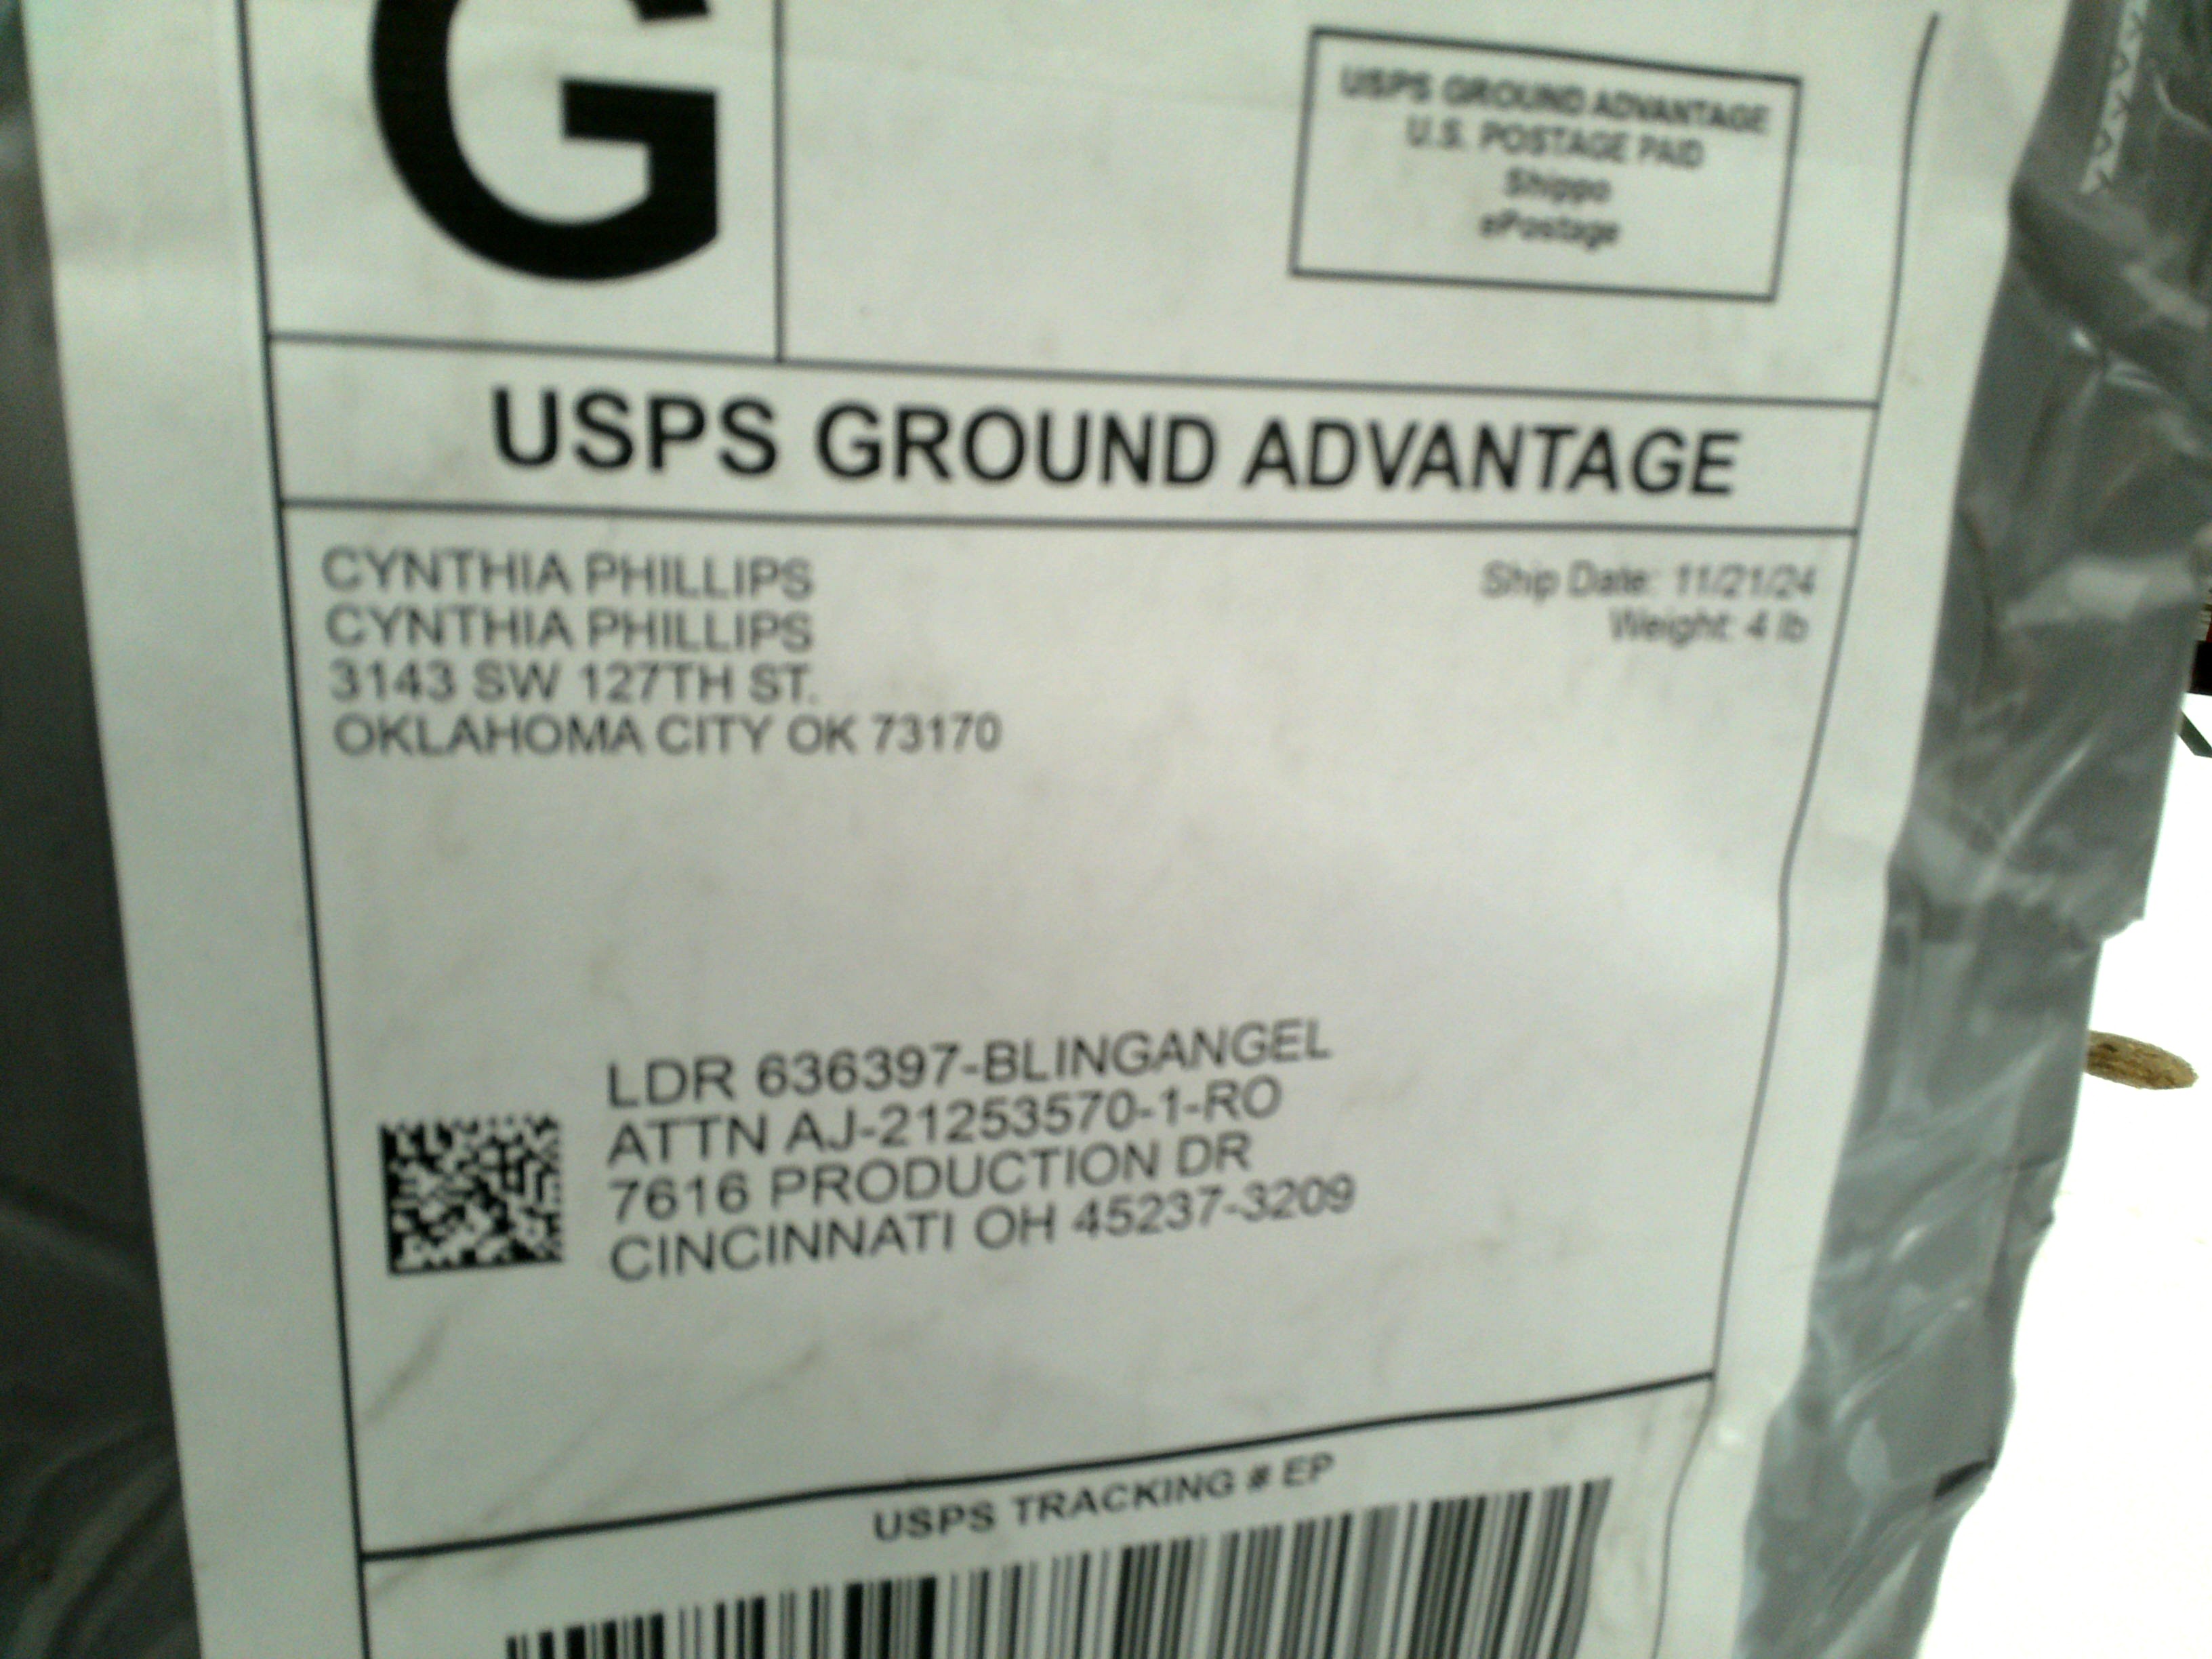 G
USPS GROUND ADVANTAGE
U.S. POSTAGE PAID
Shippo
ePostage
USPS GROUND ADVANTAGE
CYNTHIA PHILLIPS
CYNTHIA PHILLIPS
3143 SW 127TH ST.
OKLAHOMA CITY OK 73170
Ship Date: 11/21/24
Weight: 4 lb
LDR 636397-BLINGANGEL
ATTN AJ-21253570-1-RO
7616 PRODUCTION DR
CINCINNATI OH 45237-3209
USPS TRACKING # EP